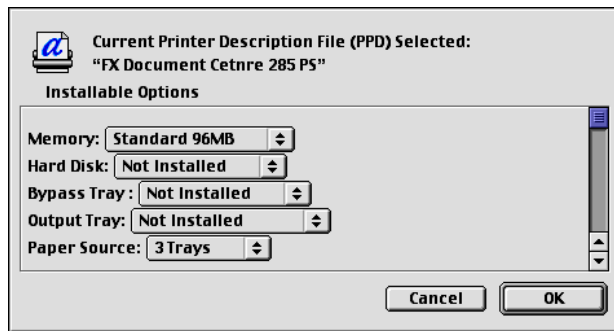 Current Printer Description File (PPD) Selected:
“FX Document Cetnre 285 PS”
Installable Options
Memory: Standard 96MB
Hard Disk: Not Installed
Bypass Tray : Not Installed
Output Tray: Not Installed
Paper Source: 3 Trays
Cancel OK